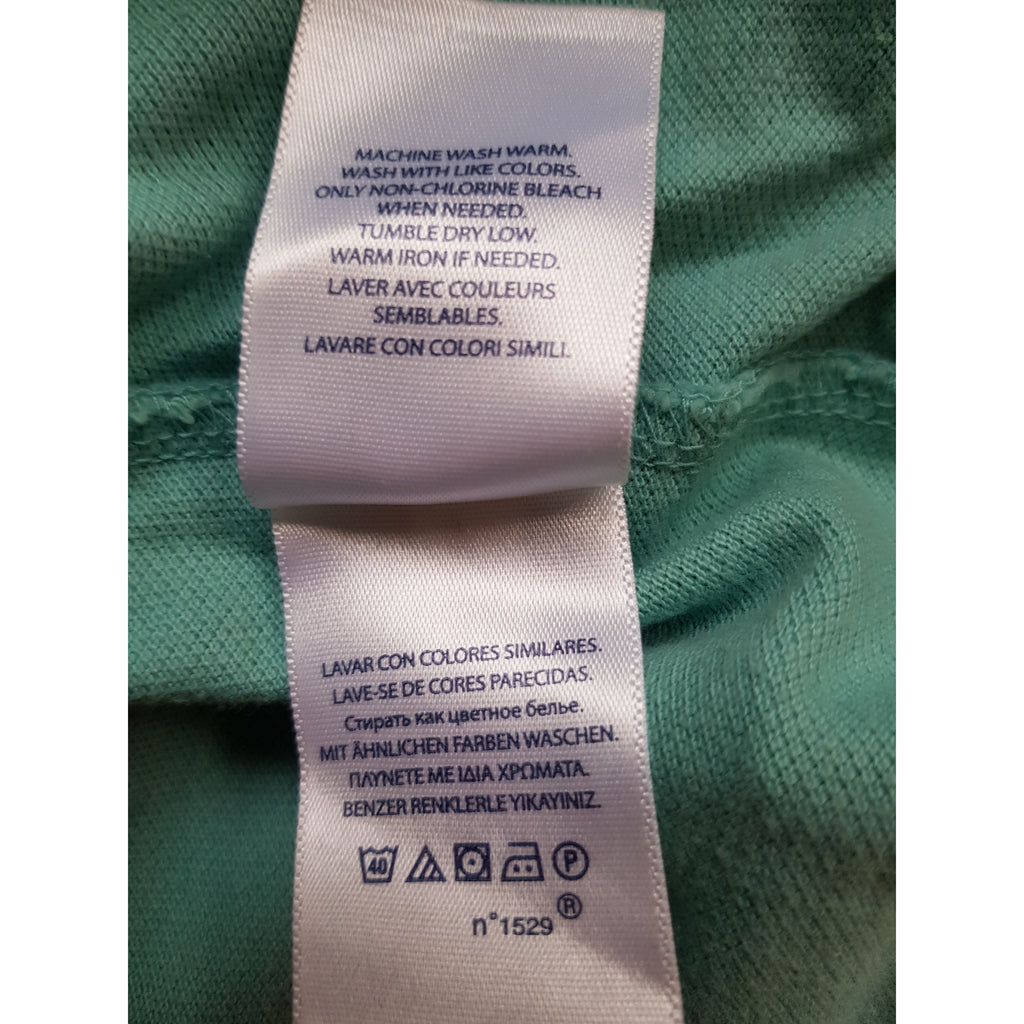 MACHINE WASH WARM.
WASH WITH LIKE COLORS.
ONLY NON-CHLORINE BLEACH
WHEN NEEDED.
TUMBLE DRY LOW.
WARM IRON IF NEEDED.
LAVER AVEC COULEURS
SEMBLABLES.
LAVARE CON COLORI SIMILI.
LAVAR CON COLORES SIMILARES.
LAVE-SE DE CORES PARECIDAS.
Стирать как цветное белье.
MIT ÄHNLICHEN FARBEN WASCHEN.
ΠΛΥΝΕΤΕ ΜΕ ΙΔΙΑ ΧΡΩΜΑΤΑ.
BENZER RENKLERLE YIKAYINIZ.
40 P
n°1529 ®